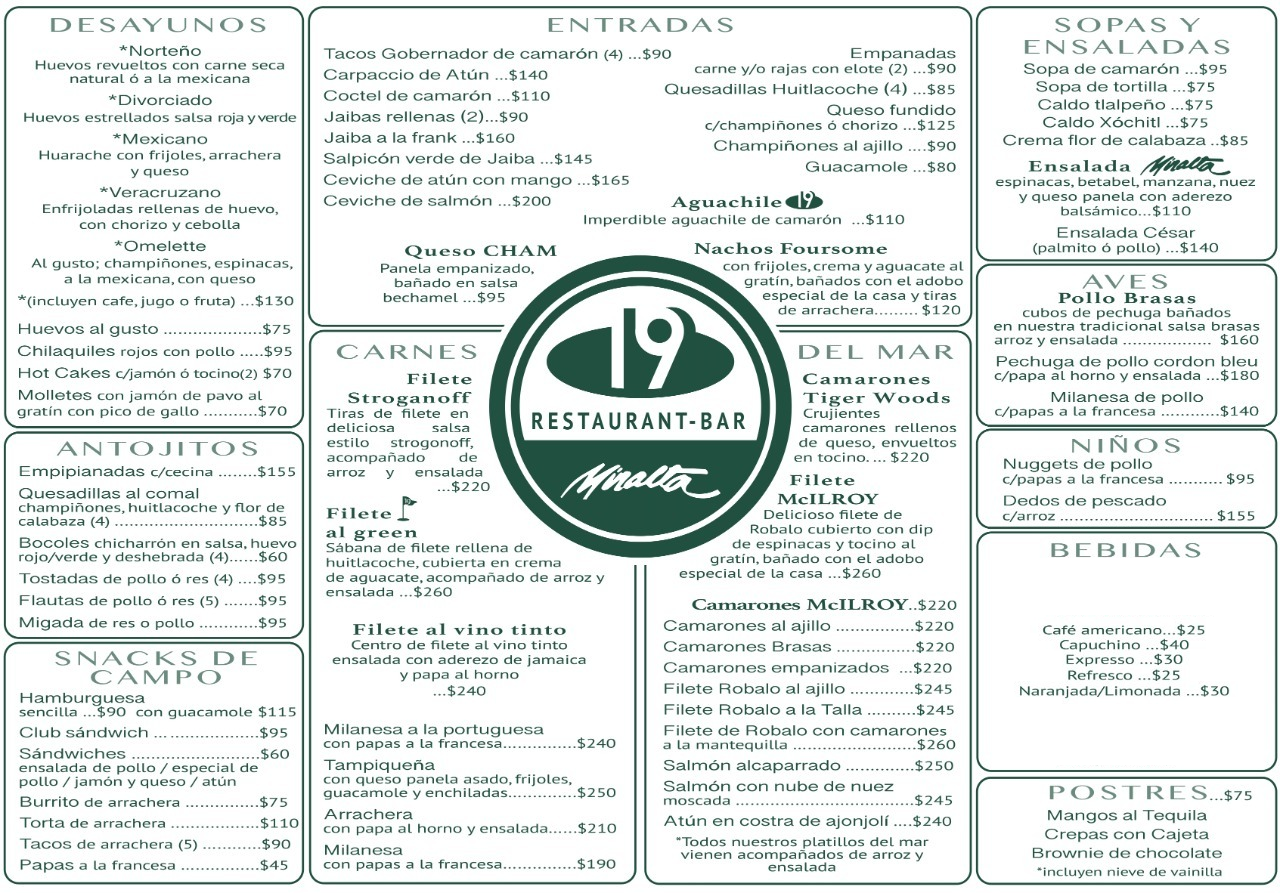 DESAYUNOS
*Norteño
Huevos revueltos con carne seca
natural ó a la mexicana
*Divorciado
Huevos estrellados salsa roja y verde
*Mexicano
Huarache con frijoles, arrachera
y queso
*Veracruzano
Enfrijoladas rellenas de huevo,
con chorizo y cebolla
*Omelette
Al gusto; champiñones, espinacas,
a la mexicana, con queso
*(incluyen cafe, jugo o fruta) ...$130
Huevos al gusto ..................$75
Chilaquiles rojos con pollo .....$95
Hot Cakes c/jamón ó tocino(2) $70
Molletes con jamón de pavo al
gratín con pico de gallo ...........$70
ANTOJITOS
Empipianadas c/cecina ........$155
Quesadillas al comal
champiñones, huitlacoche y flor de
calabaza (4) .............................$85
Bocoles chicharrón en salsa, huevo
rojo/verde y deshebrada (4)......$60
Tostadas de pollo ó res (4) ....$95
Flautas de pollo ó res (5) .......$95
Migada de res o pollo ............$95
SNACKS DE
CAMPO
Hamburguesa
sencilla ...$90 con guacamole $115
Club sándwich ... ..................$95
Sándwiches ..........................$60
ensalada de pollo / especial de
pollo / jamón y queso / atún
Burrito de arrachera ...............$75
Torta de arrachera ..................$110
Tacos de arrachera (5) ............$90
Papas a la francesa .................$45
ENTRADAS
Tacos Gobernador de camarón (4) ...$90
Carpaccio de Atún ...$140
Coctel de camarón ...$110
Jaibas rellenas (2)...$90
Jaiba a la frank ...$160
Salpicón verde de Jaiba ...$145
Ceviche de atún con mango ...$165
Ceviche de salmón ...$200
Empanadas
carne y/o rajas con elote (2) ...$90
Quesadillas Huitlacoche (4) ...$85
Queso fundido
c/champiñones ó chorizo ...$125
Champiñones al ajillo ....$90
Guacamole ...$80
Aguachile 19
Imperdible aguachile de camarón ...$110
Queso CHAM
Panela empanizado,
bañado en salsa
bechamel ...$95
Nachos Foursome
con frijoles, crema y aguacate al
gratín, bañados con el adobo
especial de la casa y tiras
de arrachera......... $120
19
RESTAURANT-BAR
Miralta
CARNES
Filete
Stroganoff
Tiras de filete en
deliciosa salsa
estilo strogonoff,
acompañado de
arroz y ensalada
...$220
Filete
al green
Sábana de filete rellena de
huitlacoche, cubierta en crema
de aguacate, acompañado de arroz y
ensalada ...$260
Filete al vino tinto
Centro de filete al vino tinto
ensalada con aderezo de jamaica
y papa al horno
...$240
Milanesa a la portuguesa
con papas a la francesa...............$240
Tampiqueña
con queso panela asado, frijoles,
guacamole y enchiladas..............$250
Arrachera
con papa al horno y ensalada......$210
Milanesa
con papas a la francesa...............$190
DEL MAR
Camarones
Tiger Woods
Crujientes
camarones rellenos
de queso, envueltos
en tocino. ... $220
Filete
McILROY
Delicioso filete de
Robalo cubierto con dip
de espinacas y tocino al
gratín, bañado con el adobo
especial de la casa ...$260
Camarones McILROY..$220
Camarones al ajillo ...............$220
Camarones Brasas ................$220
Camarones empanizados ...$220
Filete Robalo al ajillo ............$245
Filete Robalo a la Talla .........$245
Filete de Robalo con camarones
a la mantequilla ........................$260
Salmón alcaparrado .............$250
Salmón con nube de nuez
moscada ...................................$245
Atún en costra de ajonjolí ....$240
*Todos nuestros platillos del mar
vienen acompañados de arroz y
ensalada
SOPAS Y
ENSALADAS
Sopa de camarón ...$95
Sopa de tortilla ...$75
Caldo tlalpeño ...$75
Caldo Xóchitl ...$75
Crema flor de calabaza ..$85
Ensalada Miralta
espinacas, betabel, manzana, nuez
y queso panela con aderezo
balsámico...$110
Ensalada César
(palmito ó pollo) ...$140
AVES
Pollo Brasas
cubos de pechuga bañados
en nuestra tradicional salsa brasas
arroz y ensalada .................. $160
Pechuga de pollo cordon bleu
c/papa al horno y ensalada ...$180
Milanesa de pollo
c/papas a la francesa ............$140
NIÑOS
Nuggets de pollo
c/papas a la francesa ........... $95
Dedos de pescado
c/arroz .............................. $155
BEBIDAS
Café americano...$25
Capuchino ...$40
Expresso ...$30
Refresco ...$25
Naranjada/Limonada ...$30
POSTRES...$75
Mangos al Tequila
Crepas con Cajeta
Brownie de chocolate
*incluyen nieve de vainilla